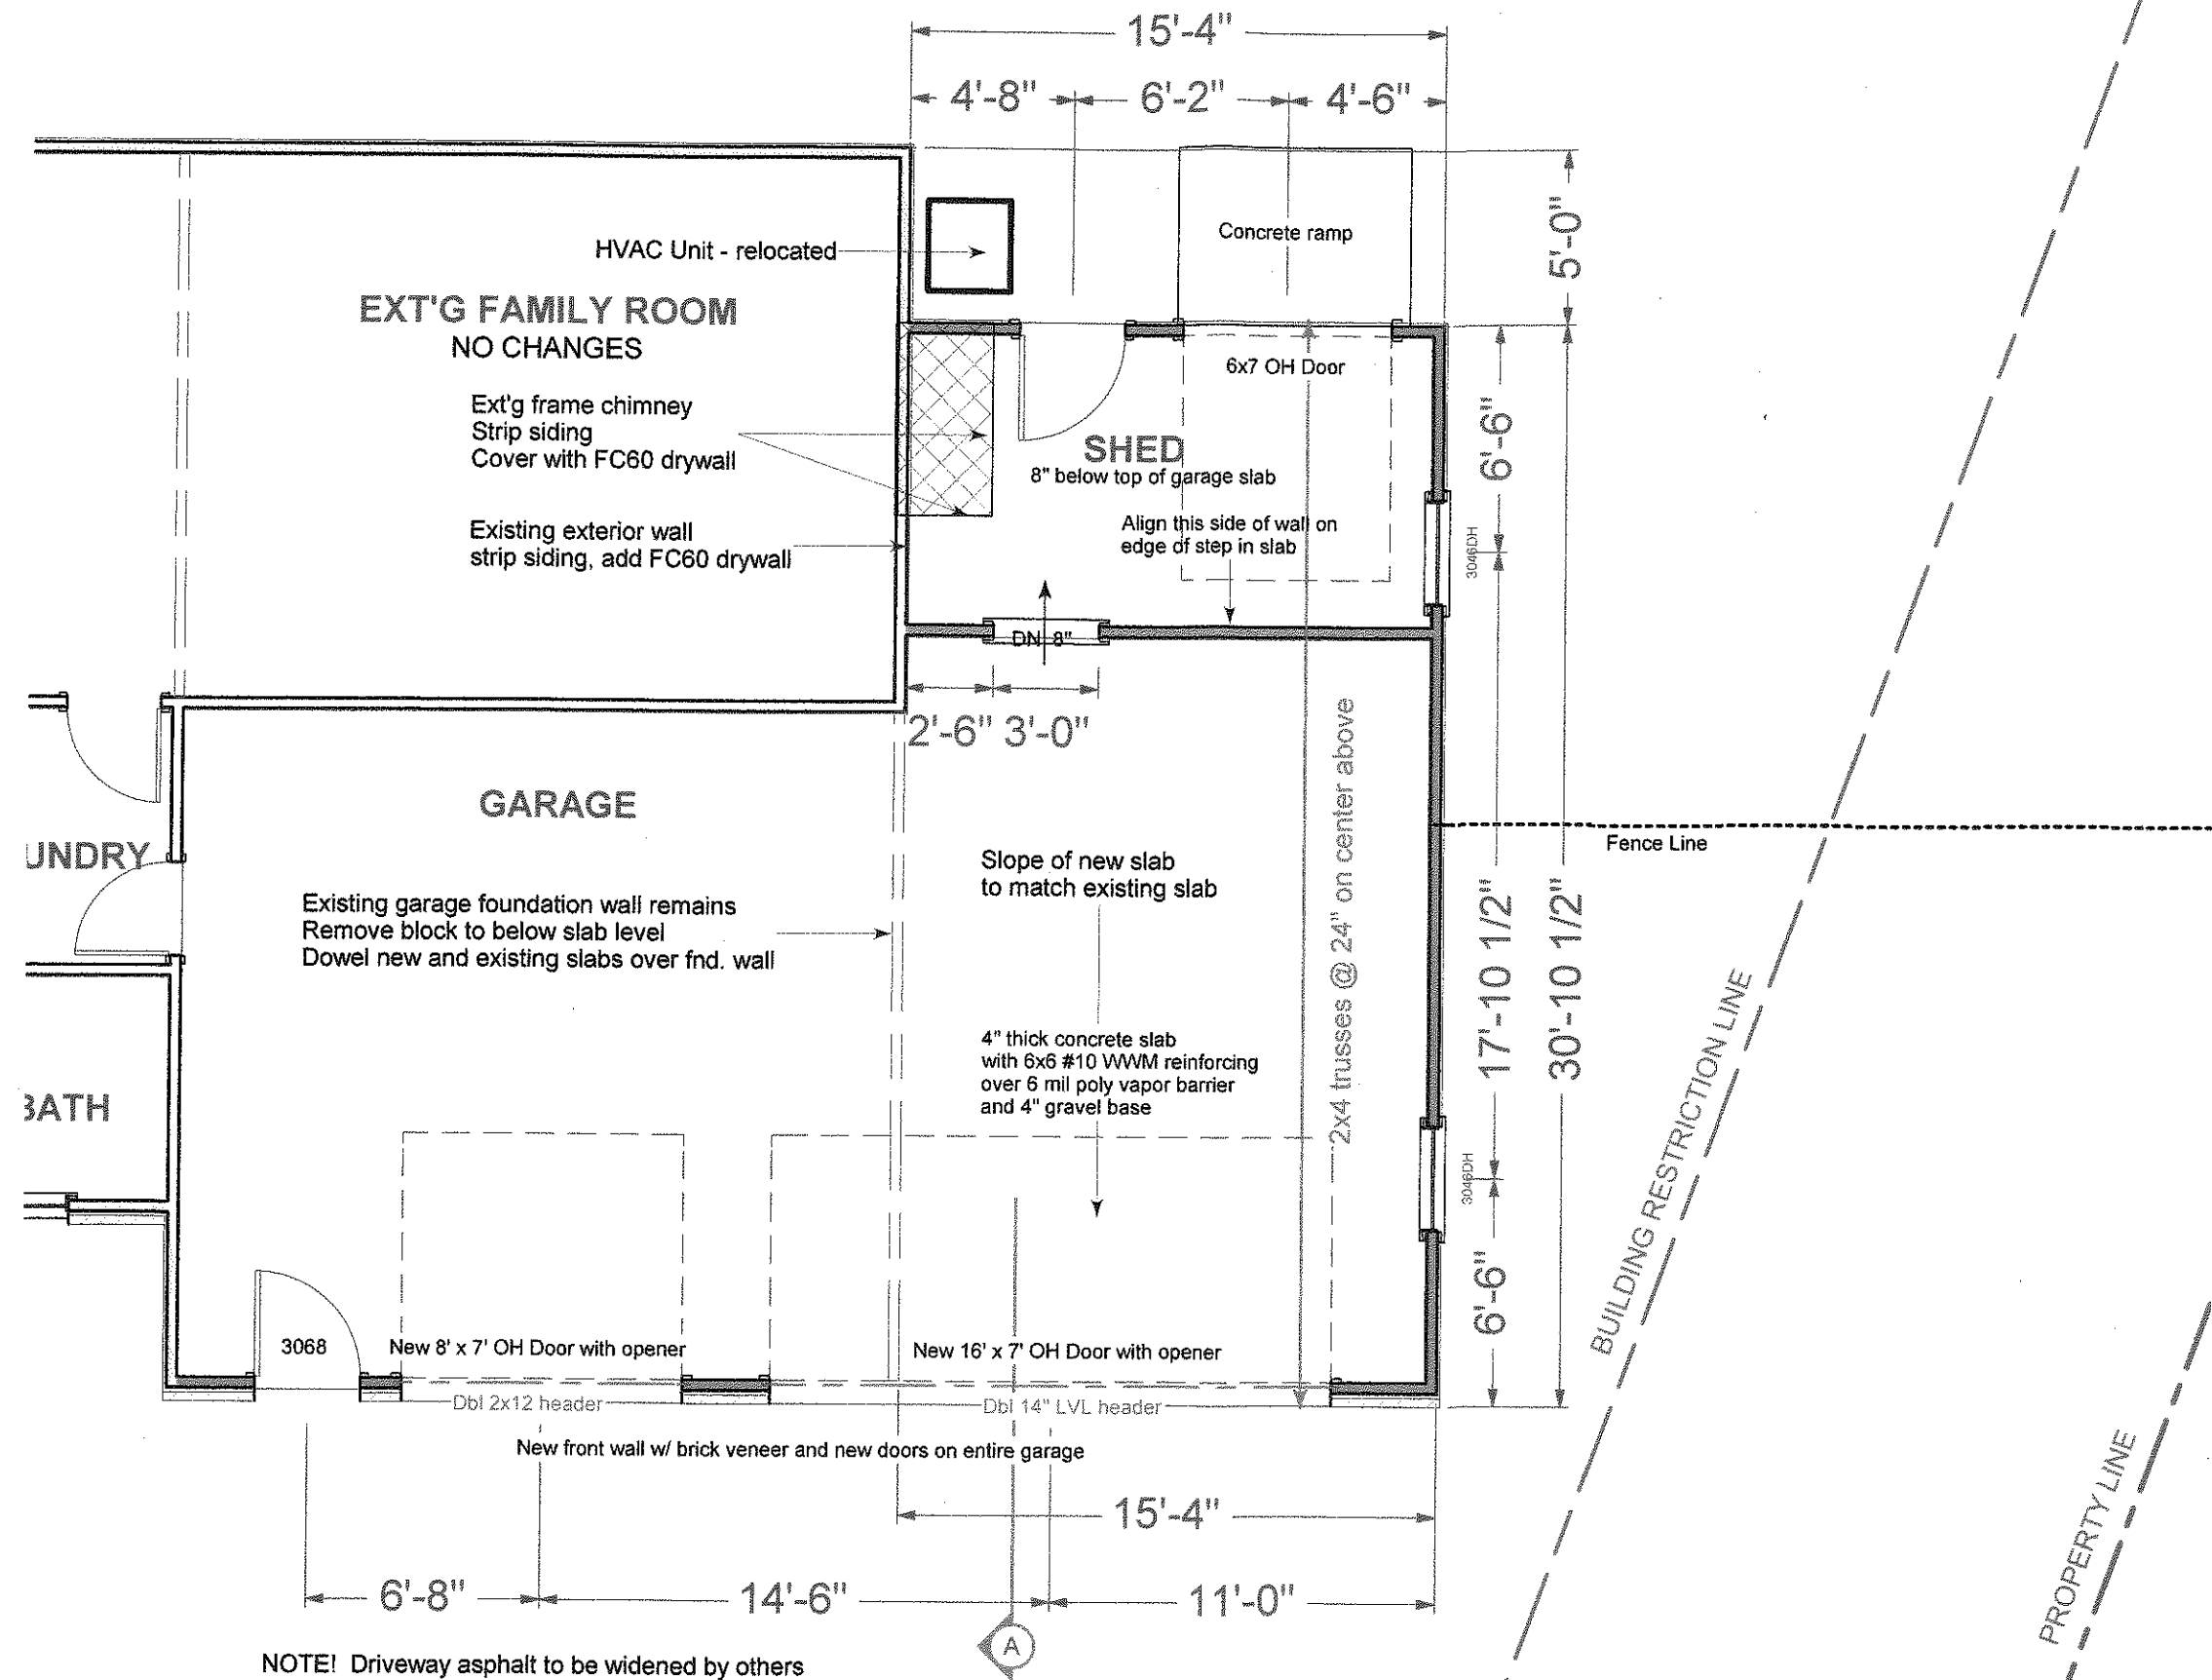 15'-4"
4'-8" 6'-2" 4'-6"
HVAC Unit - relocated
Concrete ramp
5'-0"
EXT'G FAMILY ROOM
NO CHANGES
6x7 OH Door
Ext'g frame chimney
Strip siding
Cover with FC60 drywall
SHED
8" below top of garage slab
6'-6"
Existing exterior wall
strip siding, add FC60 drywall
Align this side of wall on
edge of step in slab
3046DH
DN 8"
2'-6" 3'-0"
GARAGE
2x4 trusses @ 24" on center above
Fence Line
UNDRY
Slope of new slab
to match existing slab
Existing garage foundation wall remains
Remove block to below slab level
Dowel new and existing slabs over fnd. wall
17'-10 1/2"
30'-10 1/2"
4" thick concrete slab
with 6x6 #10 WWM reinforcing
over 6 mil poly vapor barrier
and 4" gravel base
BATH
BUILDING RESTRICTION LINE
3046DH
6'-6"
3068
New 8' x 7' OH Door with opener
New 16' x 7' OH Door with opener
Dbl 2x12 header
Dbl 14" LVL header
New front wall w/ brick veneer and new doors on entire garage
15'-4"
PROPERTY LINE
6'-8" 14'-6" 11'-0"
A
NOTE! Driveway asphalt to be widened by others